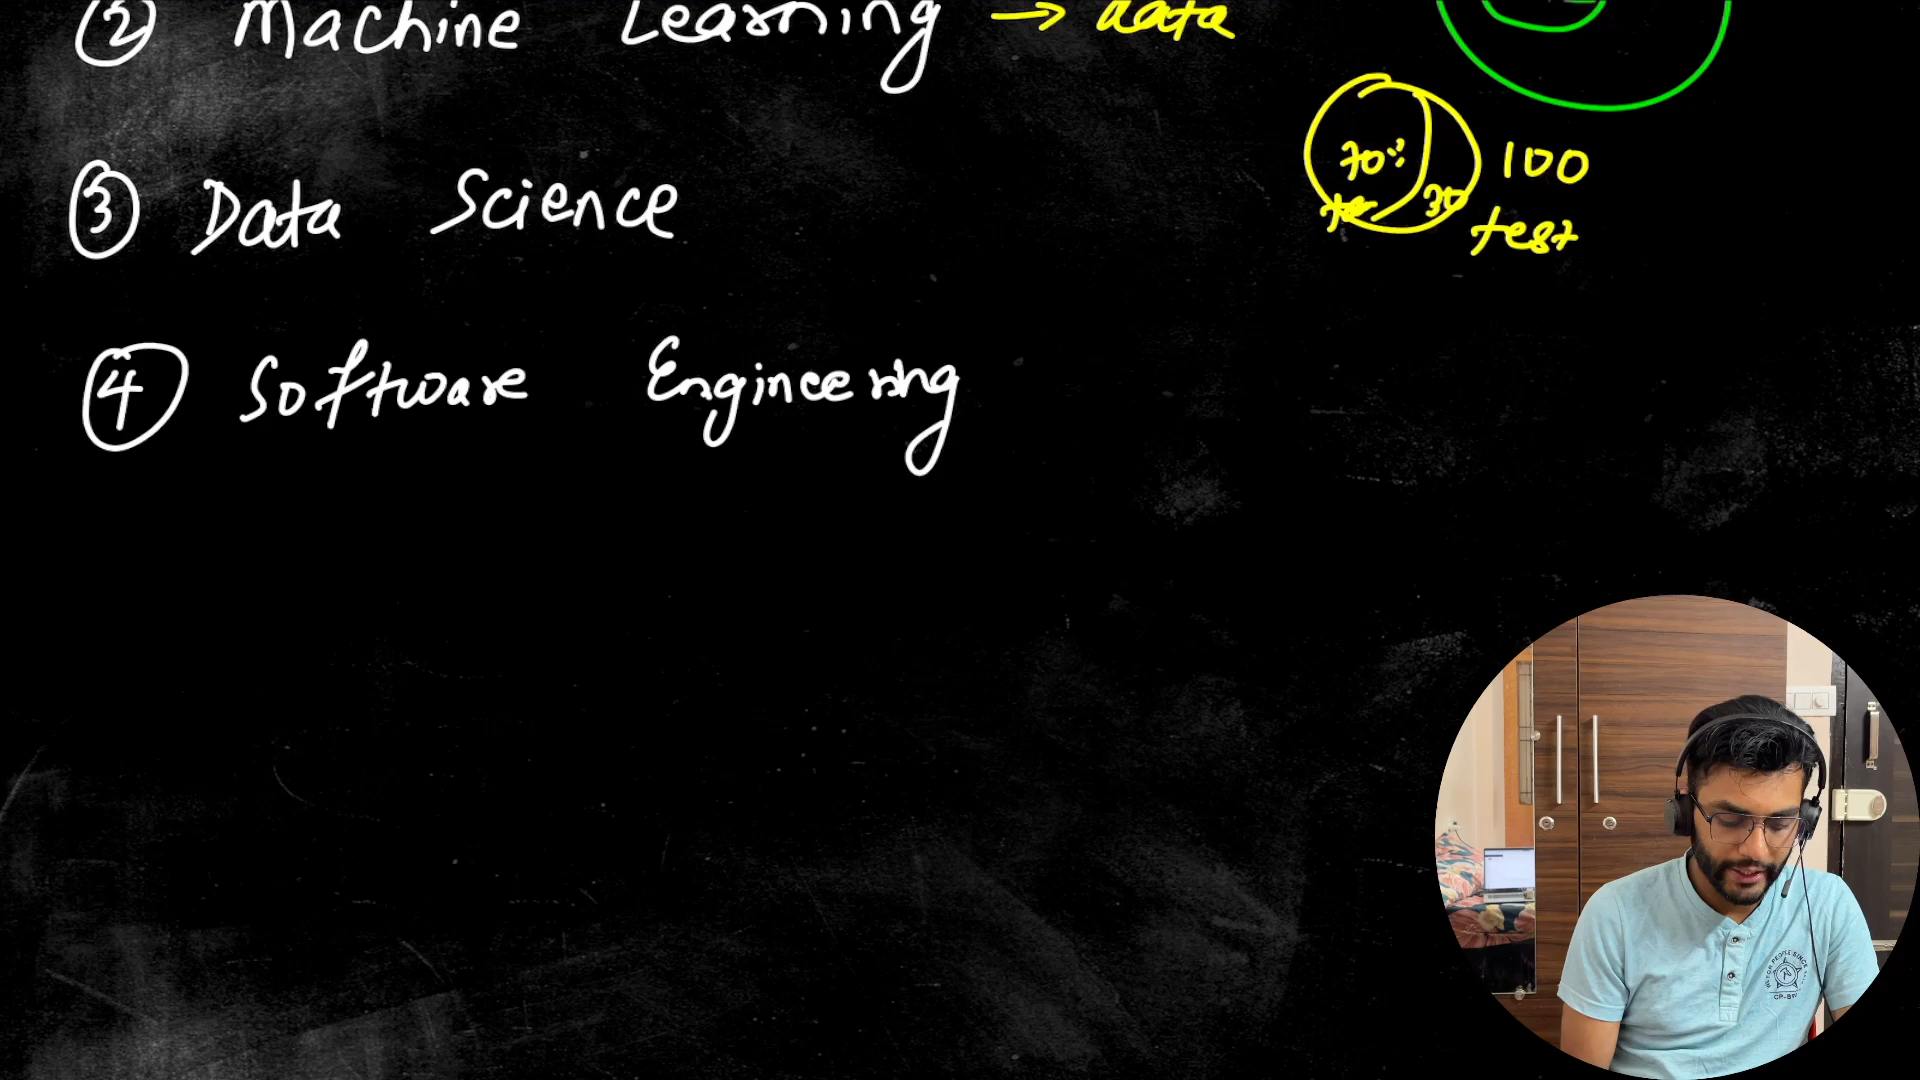 ② Machine Learning → data
70%
30
100
test
③ Data Science
④ Software Engineering